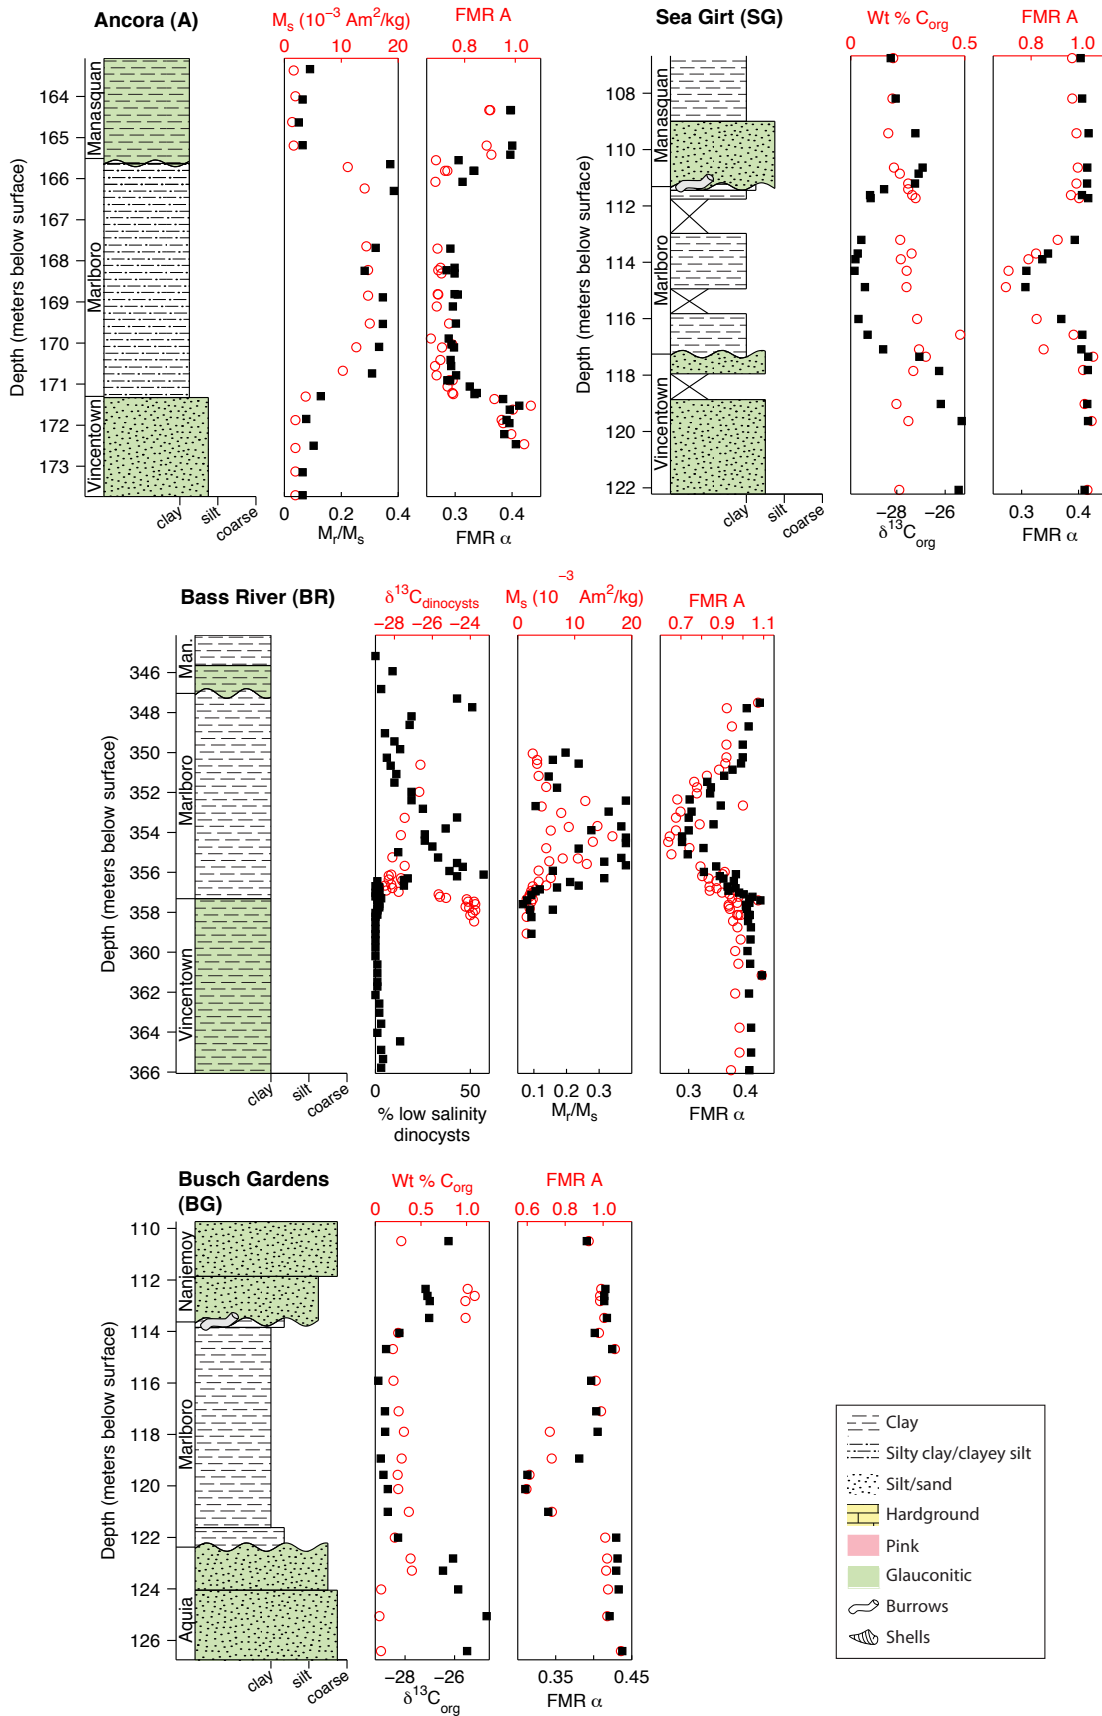 Ancora (A)
Mₛ (10⁻³ Am²/kg)
0 10 20
FMR A
0.8 1.0
Depth (meters below surface)
164
165
166
167
168
169
170
171
172
173
Manasquan
Marlboro
Vincentown
clay
silt
coarse
0 0.2 0.4
Mᵣ/Mₛ
0.3 0.4
FMR α
Sea Girt (SG)
Wt % Cₒᵣg
0 0.5
FMR A
0.8 1.0
Depth (meters below surface)
108
110
112
114
116
118
120
122
Manasquan
Marlboro
Vincentown
clay
silt
coarse
−28 −26
δ¹³Cₒᵣg
0.3 0.4
FMR α
Bass River (BR)
δ¹³C dinocysts
−28 −26 −24
Mₛ (10⁻³ Am²/kg)
0 10 20
FMR A
0.7 0.9 1.1
Depth (meters below surface)
346
348
350
352
354
356
358
360
362
364
366
Man.
Marlboro
Vincentown
clay
silt
coarse
0 50
% low salinity
dinocysts
0.1 0.3
Mᵣ/Mₛ
0.3 0.4
FMR α
Busch Gardens
(BG)
Wt % Cₒᵣg
0 0.5 1.0
FMR A
0.6 0.8 1.0
Depth (meters below surface)
110
112
114
116
118
120
122
124
126
Nanjemoy
Marlboro
Aquia
clay
silt
coarse
−28 −26
δ¹³Cₒᵣg
0.35 0.45
FMR α
Clay
Silty clay/clayey silt
Silt/sand
Hardground
Pink
Glauconitic
Burrows
Shells